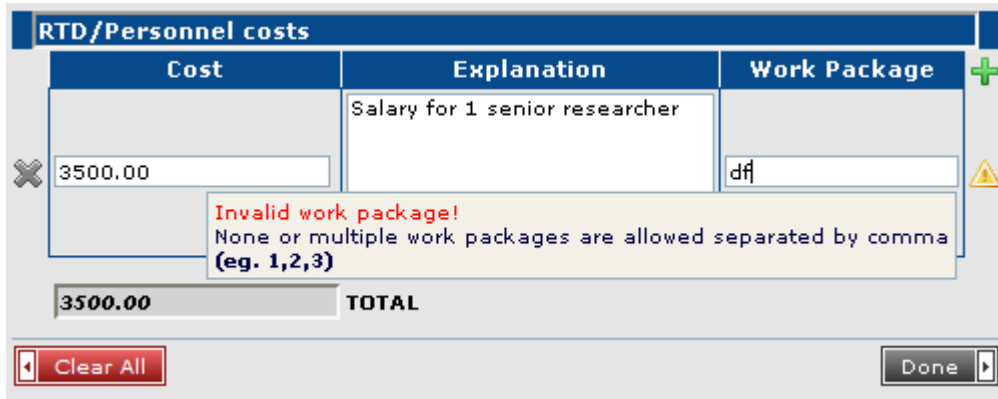 RTD/Personnel costs
Cost Explanation Work Package
Salary for 1 senior researcher
3500.00 df
Invalid work package!
None or multiple work packages are allowed separated by comma
(eg. 1,2,3)
3500.00 TOTAL
Clear All Done